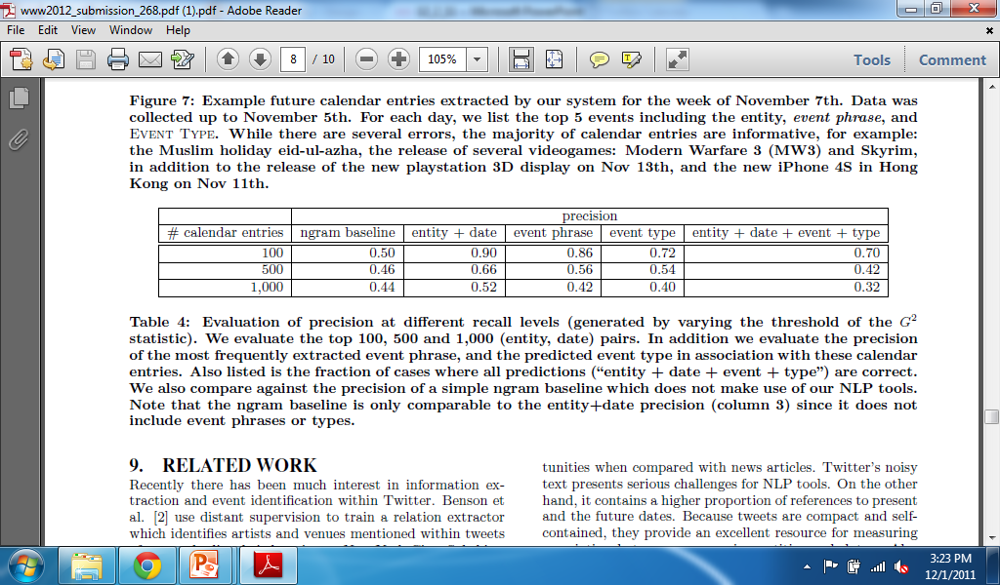 www2012_submission_268.pdf (1).pdf - Adobe Reader
File Edit View Window Help
8 / 10 105% Tools Comment
Figure 7: Example future calendar entries extracted by our system for the week of November 7th. Data was
collected up to November 5th. For each day, we list the top 5 events including the entity, event phrase, and
EVENT TYPE. While there are several errors, the majority of calendar entries are informative, for example:
the Muslim holiday eid-ul-azha, the release of several videogames: Modern Warfare 3 (MW3) and Skyrim,
in addition to the release of the new playstation 3D display on Nov 13th, and the new iPhone 4S in Hong
Kong on Nov 11th.
precision
# calendar entries ngram baseline entity + date event phrase event type entity + date + event + type
100 0.50 0.90 0.86 0.72 0.70
500 0.46 0.66 0.56 0.54 0.42
1,000 0.44 0.52 0.42 0.40 0.32
Table 4: Evaluation of precision at different recall levels (generated by varying the threshold of the G²
statistic). We evaluate the top 100, 500 and 1,000 (entity, date) pairs. In addition we evaluate the precision
of the most frequently extracted event phrase, and the predicted event type in association with these calendar
entries. Also listed is the fraction of cases where all predictions (“entity + date + event + type”) are correct.
We also compare against the precision of a simple ngram baseline which does not make use of our NLP tools.
Note that the ngram baseline is only comparable to the entity+date precision (column 3) since it does not
include event phrases or types.
9. RELATED WORK
Recently there has been much interest in information ex-
traction and event identification within Twitter. Benson et
al. [2] use distant supervision to train a relation extractor
which identifies artists and venues mentioned within tweets
tunities when compared with news articles. Twitter's noisy
text presents serious challenges for NLP tools. On the other
hand, it contains a higher proportion of references to present
and the future dates. Because tweets are compact and self-
contained, they provide an excellent resource for measuring
3:23 PM
12/1/2011